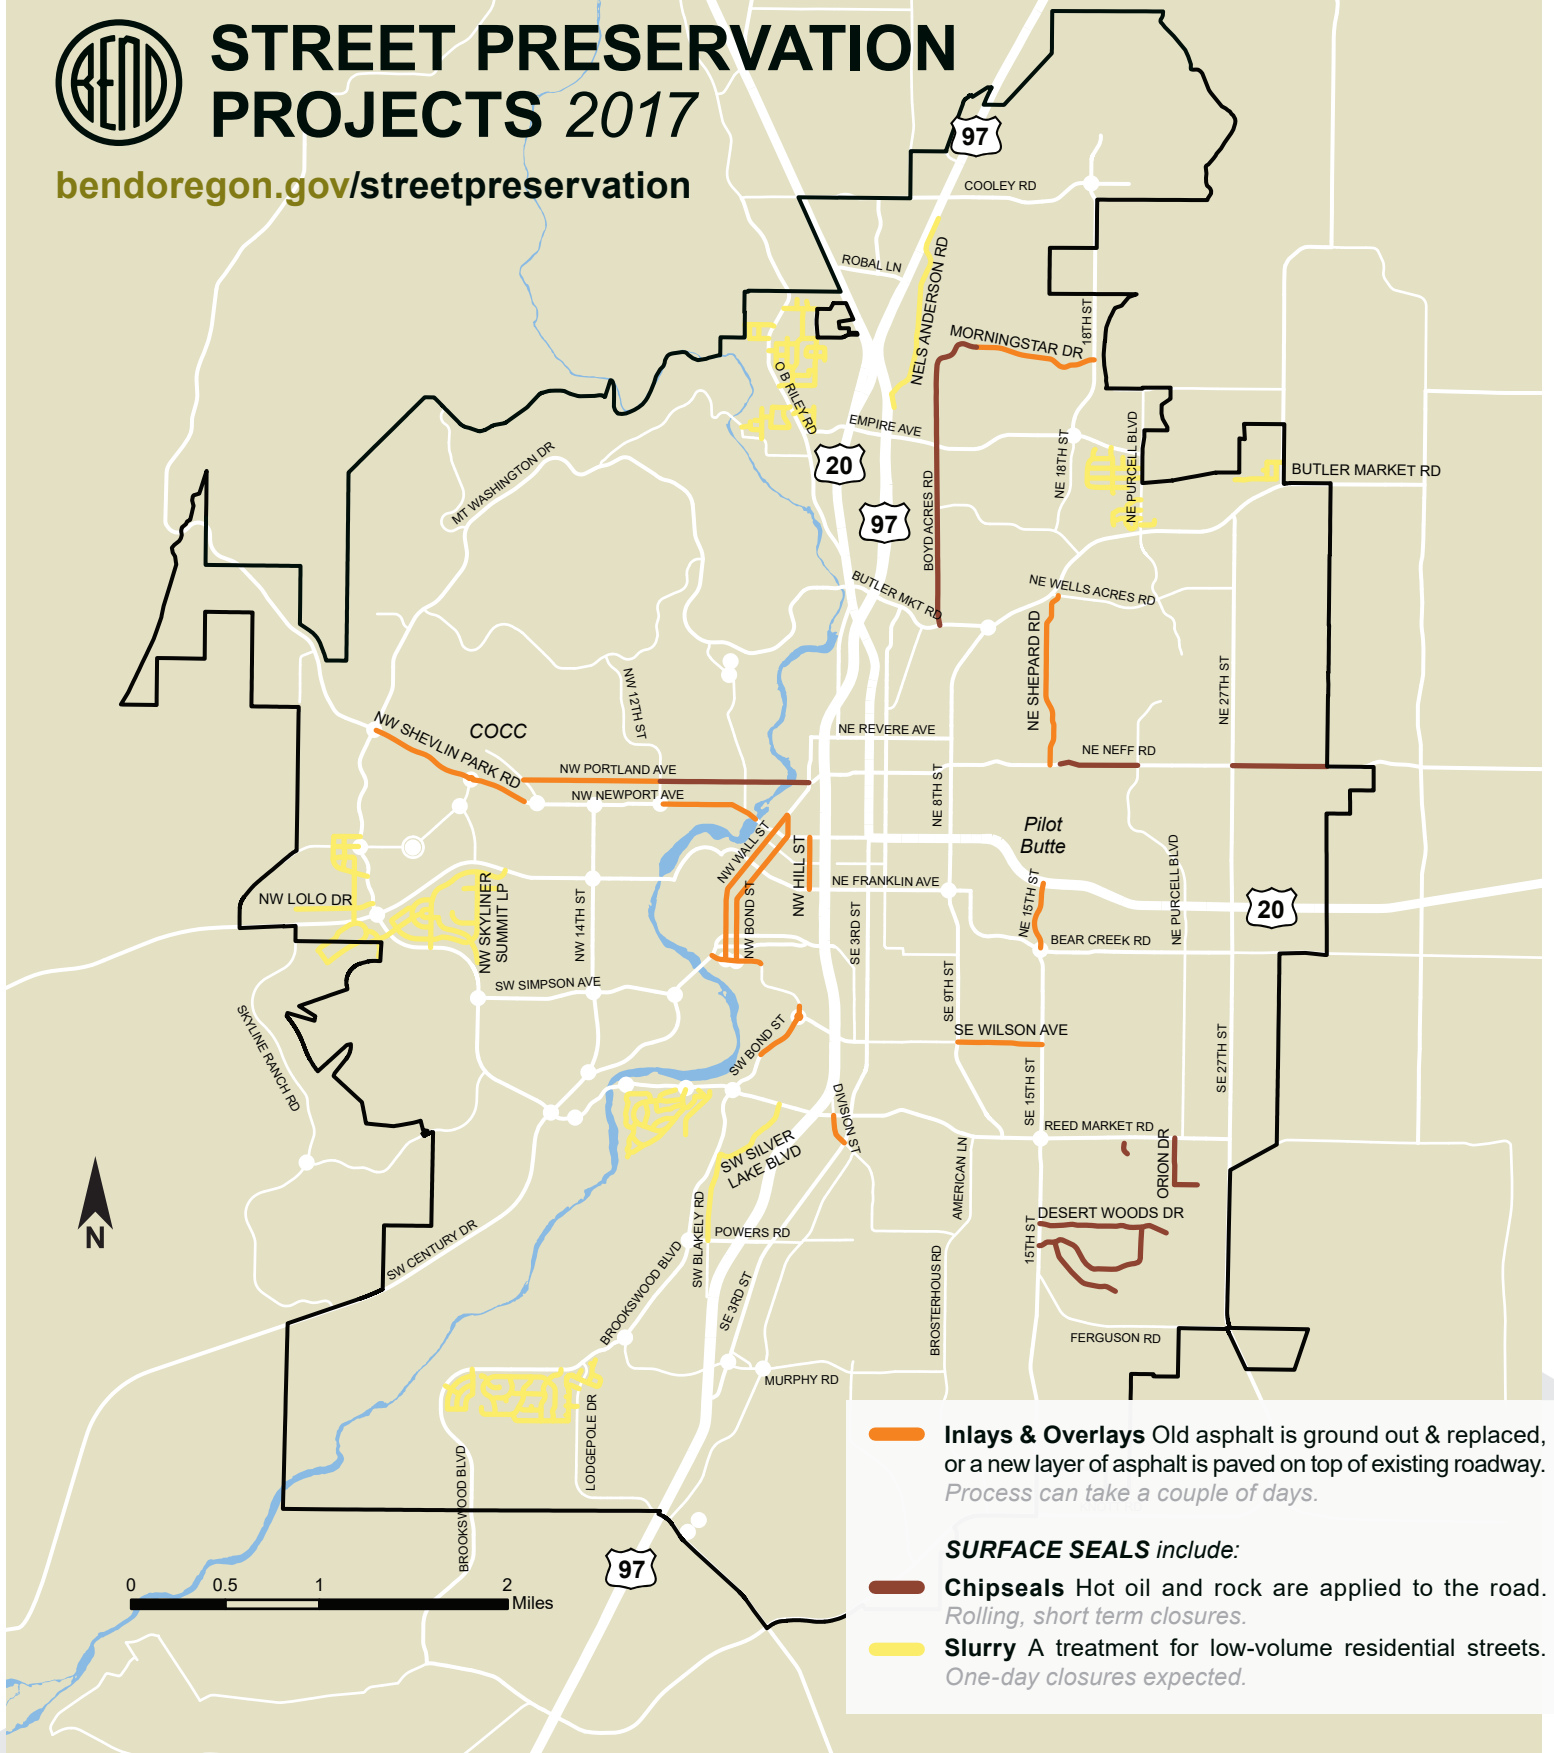 BEND
STREET PRESERVATION
PROJECTS 2017
bendoregon.gov/streetpreservation
97
COOLEY RD
ROBAL LN
NELS ANDERSON RD
18TH ST
MORNINGSTAR DR
O B RILEY RD
EMPIRE AVE
NE 18TH ST
NE PURCELL BLVD
20
BUTLER MARKET RD
MT WASHINGTON DR
97
BOYD ACRES RD
BUTLER MKT RD
NE WELLS ACRES RD
NE SHEPARD RD
NE 27TH ST
NW 12TH ST
NW SHEVLIN PARK RD
COCC
NE REVERE AVE
NE NEFF RD
NW PORTLAND AVE
NW NEWPORT AVE
NE 8TH ST
Pilot
Butte
NW WALL ST
NW HILL ST
NE FRANKLIN AVE
NE 15TH ST
NE PURCELL BLVD
20
NW LOLO DR
NW SKYLINER
SUMMIT LP
NW 14TH ST
NW BOND ST
SE 3RD ST
BEAR CREEK RD
SW SIMPSON AVE
SE 9TH ST
SKYLINE RANCH RD
SW BOND ST
SE WILSON AVE
SE 15TH ST
SE 27TH ST
DIVISION ST
REED MARKET RD
SW SILVER
LAKE BLVD
AMERICAN LN
ORION DR
N
SW CENTURY DR
SW BLAKELY RD
POWERS RD
DESERT WOODS DR
15TH ST
BROOKSWOOD BLVD
SE 3RD ST
BROSTERHOUS RD
FERGUSON RD
MURPHY RD
LODGEPOLE DR
BROOKSWOOD BLVD
97
0 0.5 1 2
Miles
Inlays & Overlays Old asphalt is ground out & replaced,
or a new layer of asphalt is paved on top of existing roadway.
Process can take a couple of days.
SURFACE SEALS include:
Chipseals Hot oil and rock are applied to the road.
Rolling, short term closures.
Slurry A treatment for low-volume residential streets.
One-day closures expected.